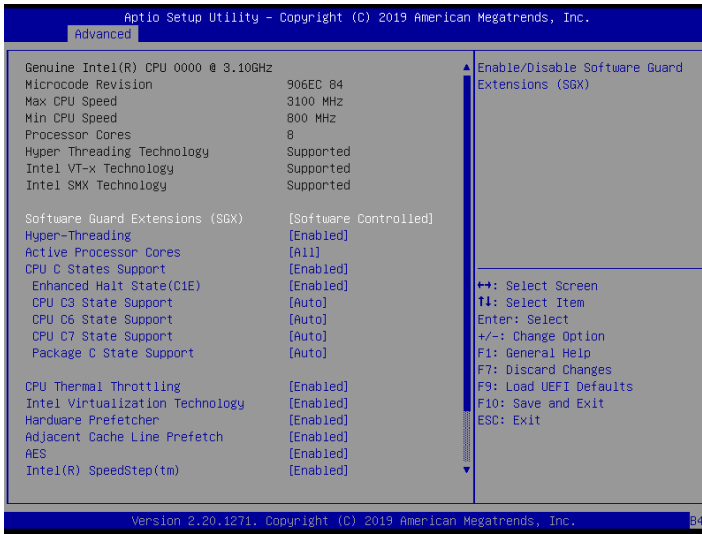 Aptio Setup Utility – Copyright (C) 2019 American Megatrends, Inc.
Advanced
Genuine Intel(R) CPU 0000 @ 3.10GHz
Microcode Revision 906EC 84
Max CPU Speed 3100 MHz
Min CPU Speed 800 MHz
Processor Cores 8
Hyper Threading Technology Supported
Intel VT-x Technology Supported
Intel SMX Technology Supported
Software Guard Extensions (SGX) [Software Controlled]
Hyper-Threading [Enabled]
Active Processor Cores [All]
CPU C States Support [Enabled]
Enhanced Halt State(C1E) [Enabled]
CPU C3 State Support [Auto]
CPU C6 State Support [Auto]
CPU C7 State Support [Auto]
Package C State Support [Auto]
CPU Thermal Throttling [Enabled]
Intel Virtualization Technology [Enabled]
Hardware Prefetcher [Enabled]
Adjacent Cache Line Prefetch [Enabled]
AES [Enabled]
Intel(R) SpeedStep(tm) [Enabled]
Enable/Disable Software Guard
Extensions (SGX)
↔: Select Screen
↑↓: Select Item
Enter: Select
+/-: Change Option
F1: General Help
F7: Discard Changes
F9: Load UEFI Defaults
F10: Save and Exit
ESC: Exit
Version 2.20.1271. Copyright (C) 2019 American Megatrends, Inc.
B4